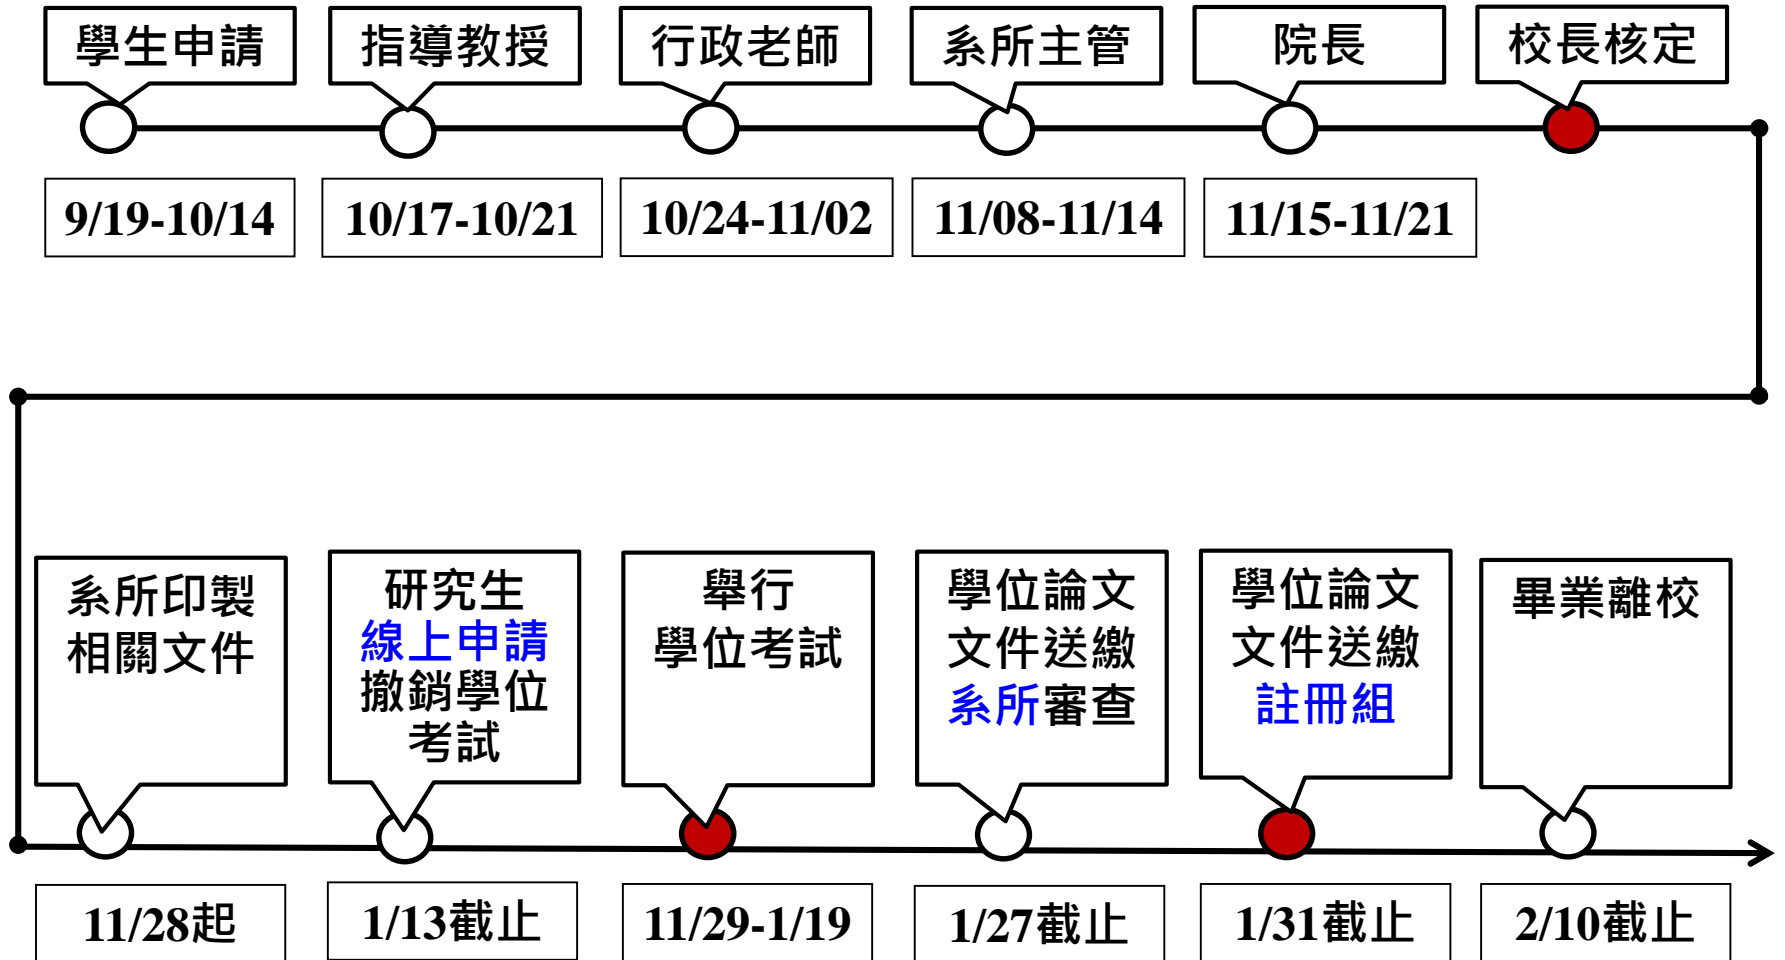 學生申請
指導教授
行政老師
系所主管
院長
校長核定
9/19-10/14
10/17-10/21
10/24-11/02
11/08-11/14
11/15-11/21
系所印製
相關文件
研究生
線上申請
撤銷學位
考試
舉行
學位考試
學位論文
文件送繳
系所審查
學位論文
文件送繳
註冊組
畢業離校
11/28起
1/13截止
11/29-1/19
1/27截止
1/31截止
2/10截止